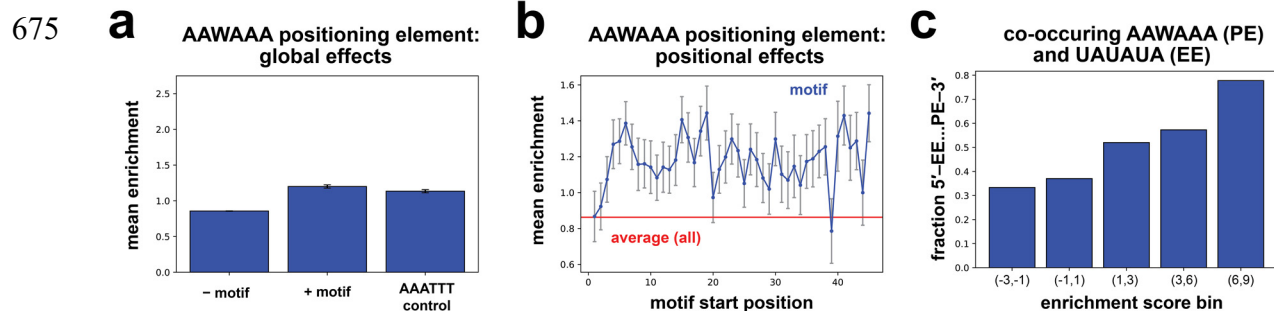 675
a
AAWAAA positioning element:
global effects
mean enrichment
2.5
2.0
1.5
1.0
0.5
0.0
− motif
+ motif
AAATTT
control
b
AAWAAA positioning element:
positional effects
mean enrichment
1.6
1.4
1.2
1.0
0.8
0.6
motif
average (all)
0
10
20
30
40
motif start position
c
co-occuring AAWAAA (PE)
and UAUAUA (EE)
fraction 5′–EE...PE–3′
0.8
0.7
0.6
0.5
0.4
0.3
0.2
0.1
0.0
(-3,-1)
(-1,1)
(1,3)
(3,6)
(6,9)
enrichment score bin